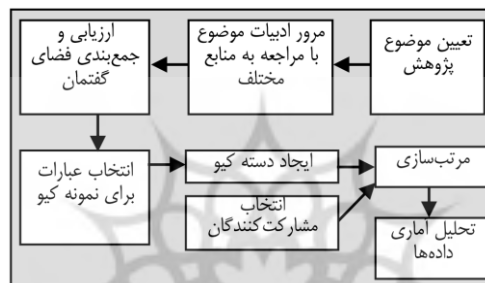 تعیین موضوع
پژوهش
مرور ادبیات موضوع
با مراجعه به منابع
مختلف
ارزیابی و
جمع‌بندی فضای
گفتمان
انتخاب عبارات
برای نمونه کیو
ایجاد دسته کیو
انتخاب
مشارکت‌کنندگان
مرتب‌سازی
تحلیل اماری
داده‌ها